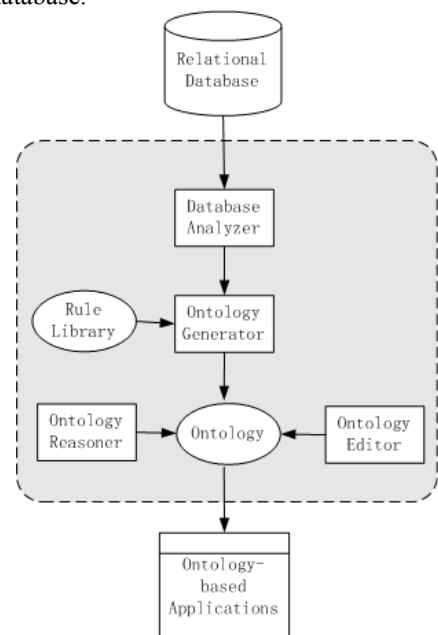 database.
Relational
Database
Database
Analyzer
Rule
Library
Ontology
Generator
Ontology
Reasoner
Ontology
Ontology
Editor
Ontology-
based
Applications